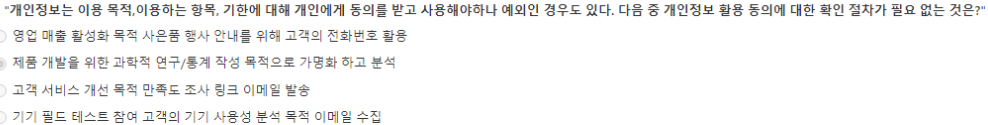 "개인정보는 이용 목적,이용하는 항목, 기한에 대해 개인에게 동의를 받고 사용해야하나 예외인 경우도 있다. 다음 중 개인정보 활용 동의에 대한 확인 절차가 필요 없는 것은?"
영업 매출 활성화 목적 사은품 행사 안내를 위해 고객의 전화번호 활용
제품 개발을 위한 과학적 연구/통계 작성 목적으로 가명화 하고 분석
고객 서비스 개선 목적 만족도 조사 링크 이메일 발송
기기 필드 테스트 참여 고객의 기기 사용성 분석 목적 이메일 수집